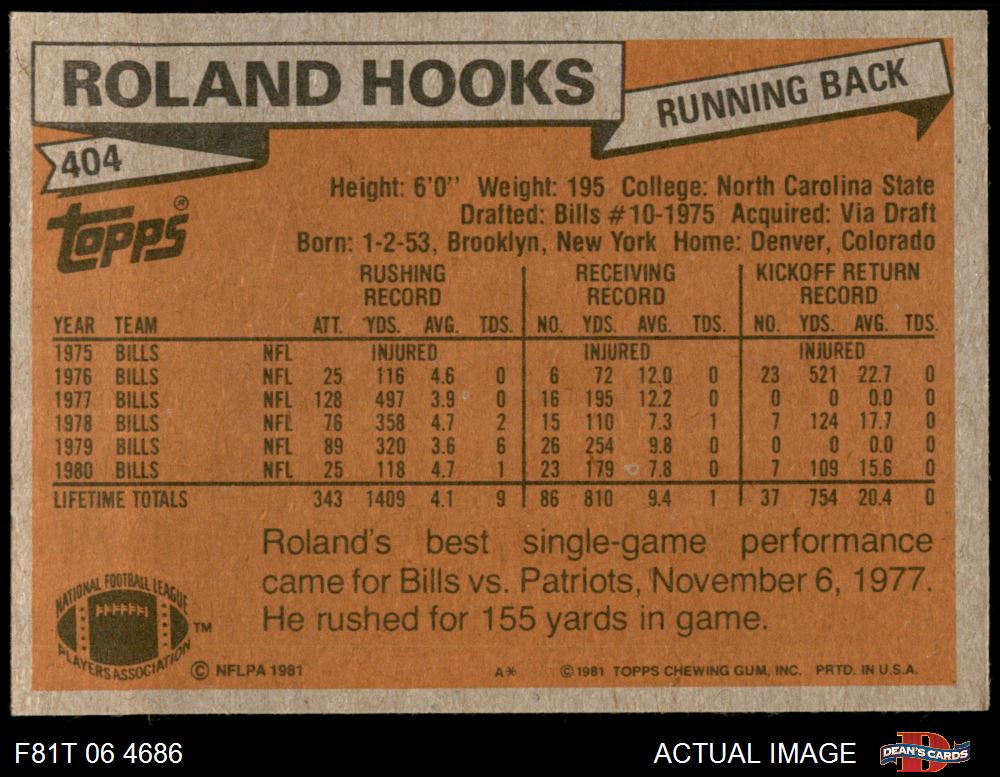 ROLAND HOOKS
RUNNING BACK
404
TOPPS ®
Height: 6'0'' Weight: 195 College: North Carolina State
Drafted: Bills #10-1975 Acquired: Via Draft
Born: 1-2-53, Brooklyn, New York Home: Denver, Colorado
RUSHING RECORD RECEIVING RECORD KICKOFF RETURN RECORD
YEAR TEAM ATT. YDS. AVG. TDS. NO. YDS. AVG. TDS. NO. YDS. AVG. TDS.
1975 BILLS NFL INJURED INJURED INJURED
1976 BILLS NFL 25 116 4.6 0 6 72 12.0 0 23 521 22.7 0
1977 BILLS NFL 128 497 3.9 0 16 195 12.2 0 0 0 0.0 0
1978 BILLS NFL 76 358 4.7 2 15 110 7.3 1 7 124 17.7 0
1979 BILLS NFL 89 320 3.6 6 26 254 9.8 0 0 0 0.0 0
1980 BILLS NFL 25 118 4.7 1 23 179 7.8 0 7 109 15.6 0
LIFETIME TOTALS 343 1409 4.1 9 86 810 9.4 1 37 754 20.4 0
Roland's best single-game performance
came for Bills vs. Patriots, November 6, 1977.
He rushed for 155 yards in game.
NATIONAL FOOTBALL LEAGUE
PLAYERS ASSOCIATION
TM
© NFLPA 1981 A* © 1981 TOPPS CHEWING GUM, INC. PRTD. IN U.S.A.
F81T 06 4686 ACTUAL IMAGE DEAN'S CARDS